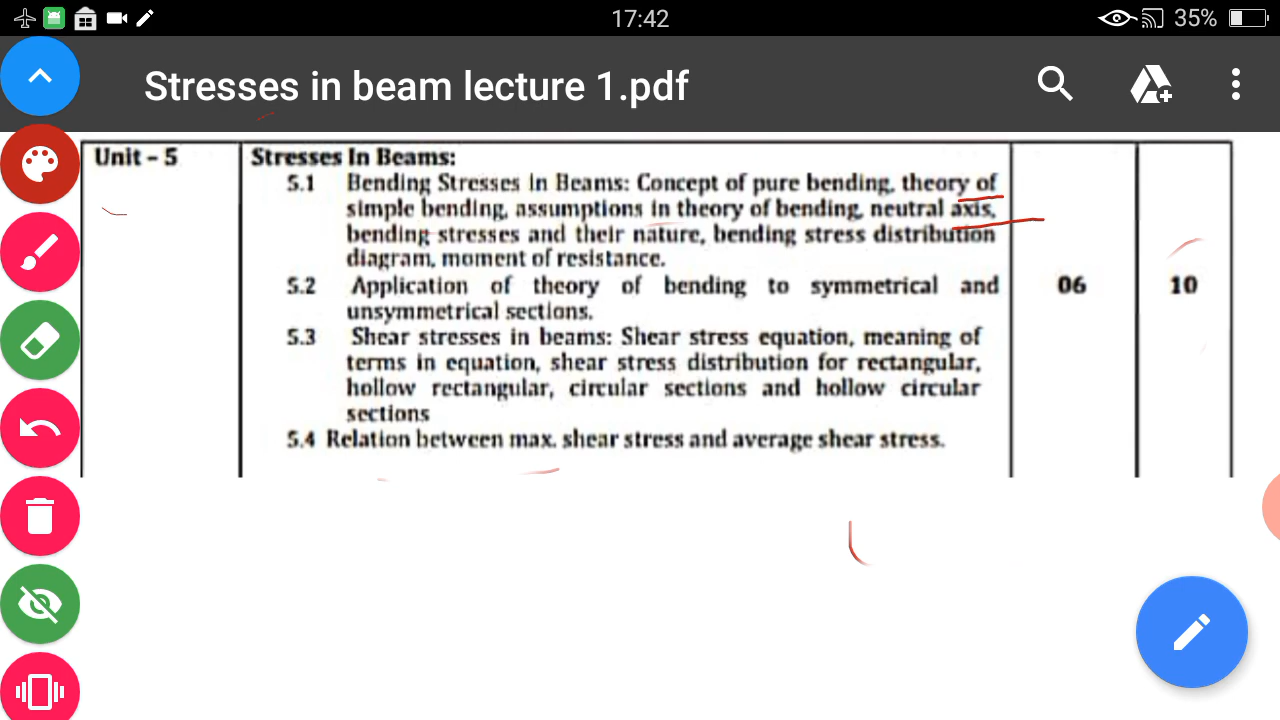 17:42
35%
Stresses in beam lecture 1.pdf
Unit – 5
Stresses In Beams:
5.1 Bending Stresses in Beams: Concept of pure bending, theory of
simple bending, assumptions in theory of bending, neutral axis,
bending stresses and their nature, bending stress distribution
diagram, moment of resistance.
5.2 Application of theory of bending to symmetrical and
unsymmetrical sections.
5.3 Shear stresses in beams: Shear stress equation, meaning of
terms in equation, shear stress distribution for rectangular,
hollow rectangular, circular sections and hollow circular
sections
5.4 Relation between max. shear stress and average shear stress.
06
10